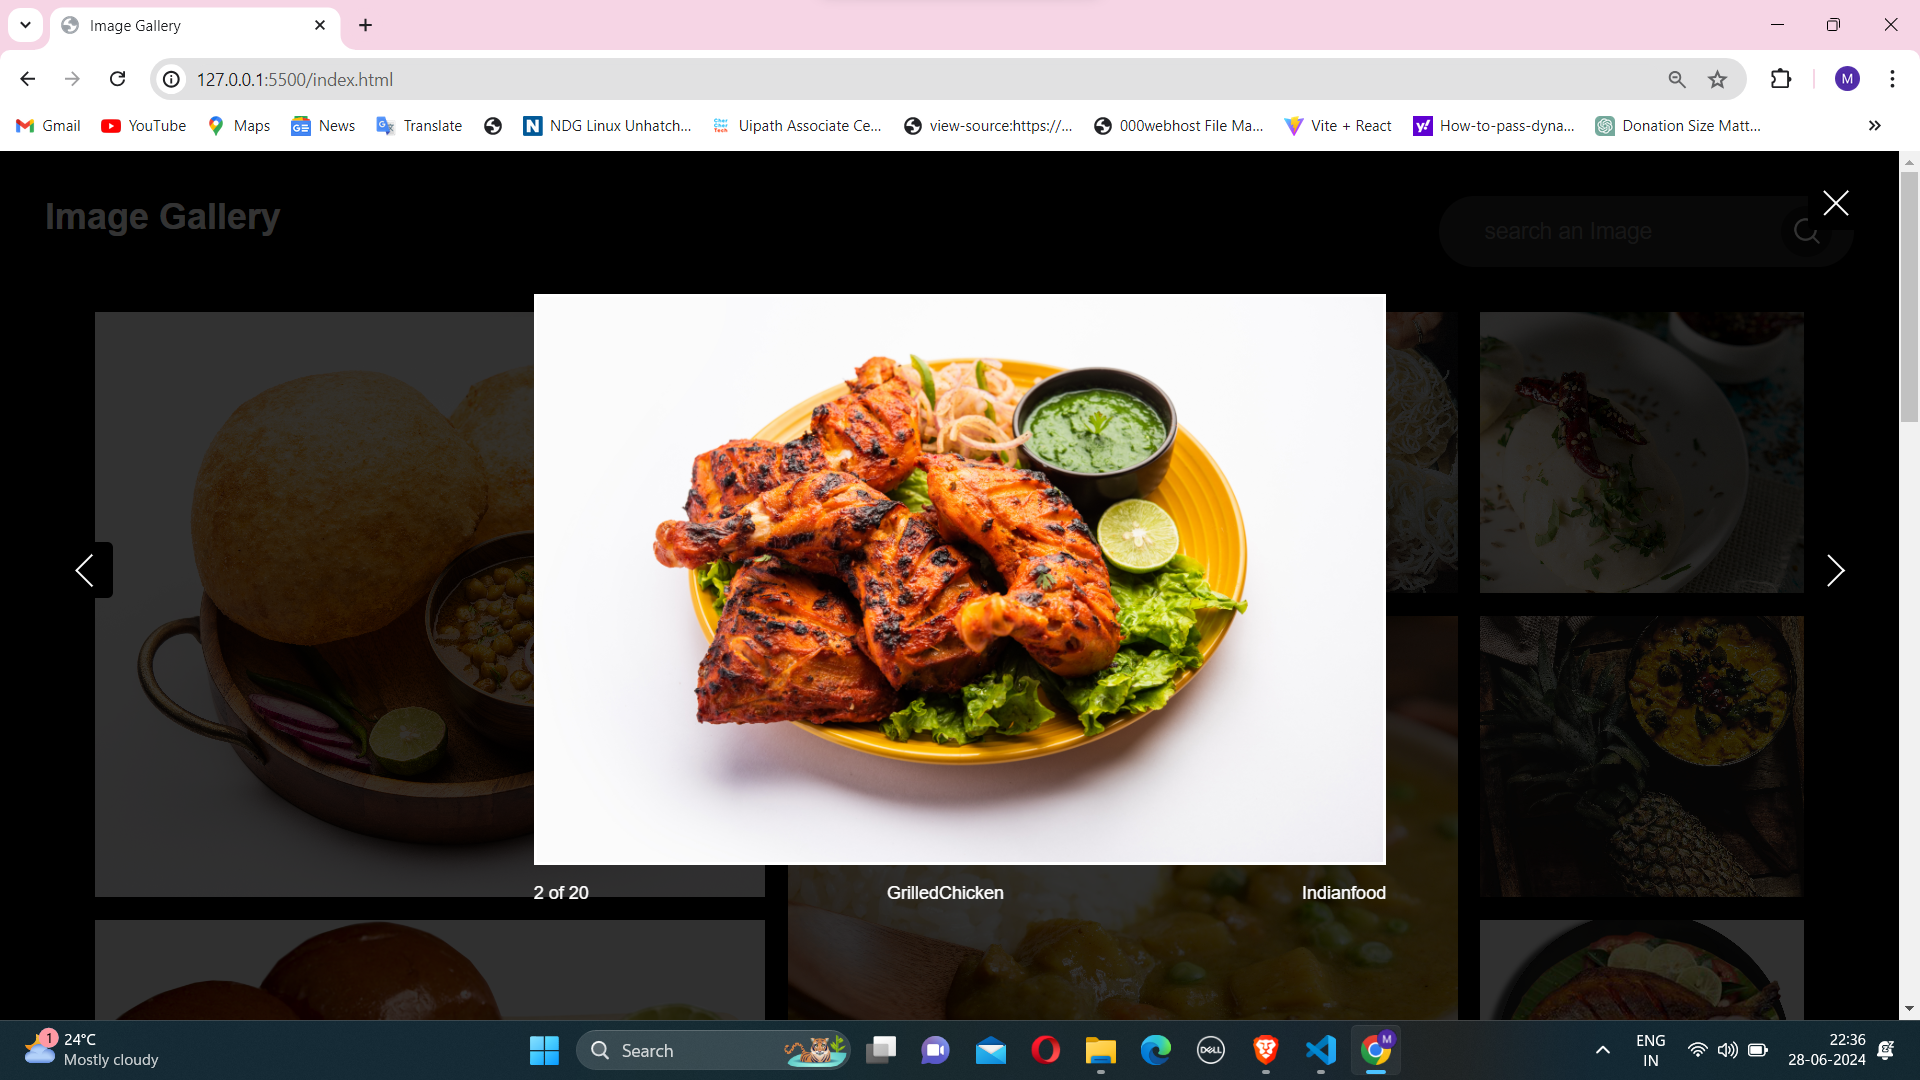 Image Gallery
127.0.0.1:5500/index.html
M
Gmail
YouTube
Maps
News
Translate
NDG Linux Unhatch...
Uipath Associate Ce...
view-source:https://...
000webhost File Ma...
Vite + React
How-to-pass-dyna...
Donation Size Matt...
Image Gallery
search an Image
2 of 20
GrilledChicken
Indianfood
1
24°C
Mostly cloudy
Search
DELL
M
ENG
IN
22:36
28-06-2024